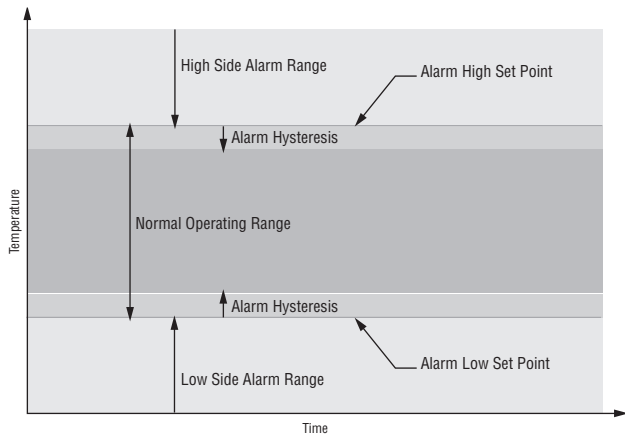 High Side Alarm Range
Alarm High Set Point
Alarm Hysteresis
Temperature
Normal Operating Range
Alarm Hysteresis
Alarm Low Set Point
Low Side Alarm Range
Time